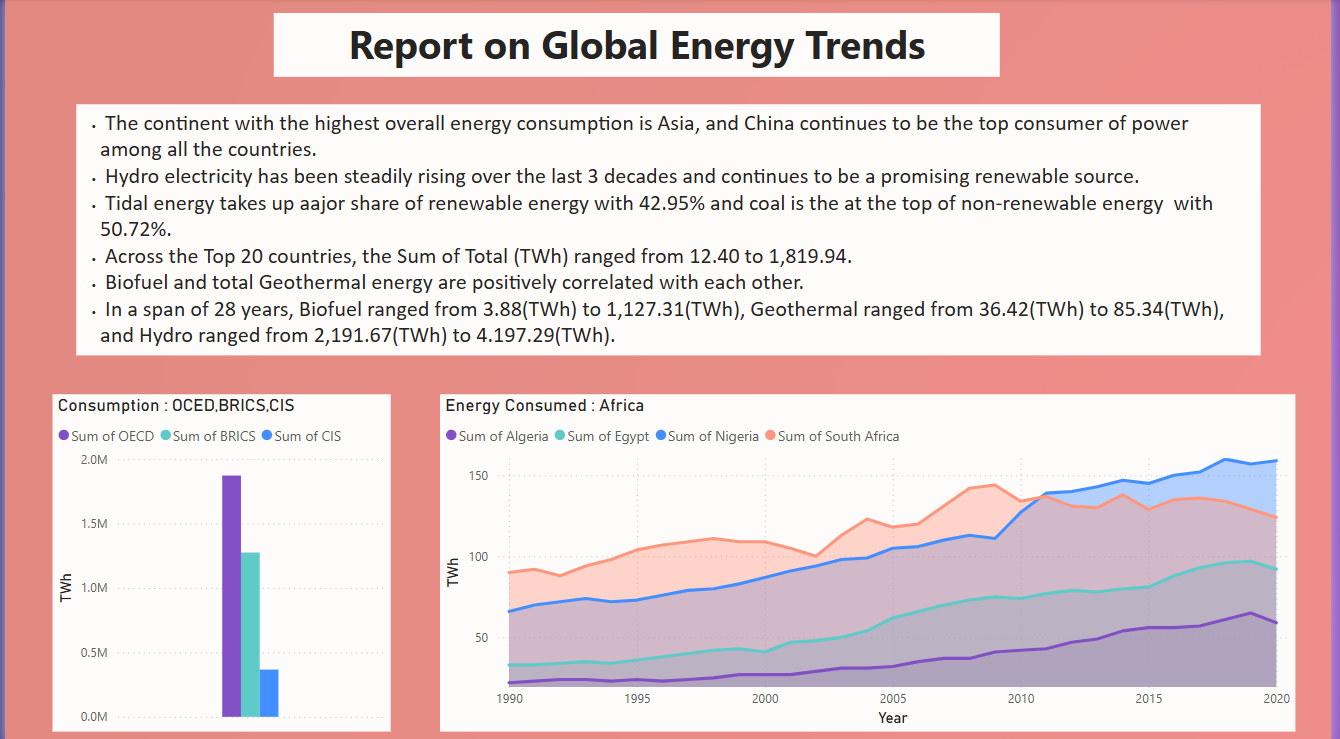 Report on Global Energy Trends
· The continent with the highest overall energy consumption is Asia, and China continues to be the top consumer of power
among all the countries.
· Hydro electricity has been steadily rising over the last 3 decades and continues to be a promising renewable source.
· Tidal energy takes up aajor share of renewable energy with 42.95% and coal is the at the top of non-renewable energy  with
50.72%.
· Across the Top 20 countries, the Sum of Total (TWh) ranged from 12.40 to 1,819.94.
· Biofuel and total Geothermal energy are positively correlated with each other.
· In a span of 28 years, Biofuel ranged from 3.88(TWh) to 1,127.31(TWh), Geothermal ranged from 36.42(TWh) to 85.34(TWh),
and Hydro ranged from 2,191.67(TWh) to 4.197.29(TWh).
Consumption : OCED,BRICS,CIS
Sum of OECD Sum of BRICS Sum of CIS
2.0M
1.5M
1.0M
0.5M
0.0M
TWh
Energy Consumed : Africa
Sum of Algeria Sum of Egypt Sum of Nigeria Sum of South Africa
150
100
50
TWh
1990 1995 2000 2005 2010 2015 2020
Year